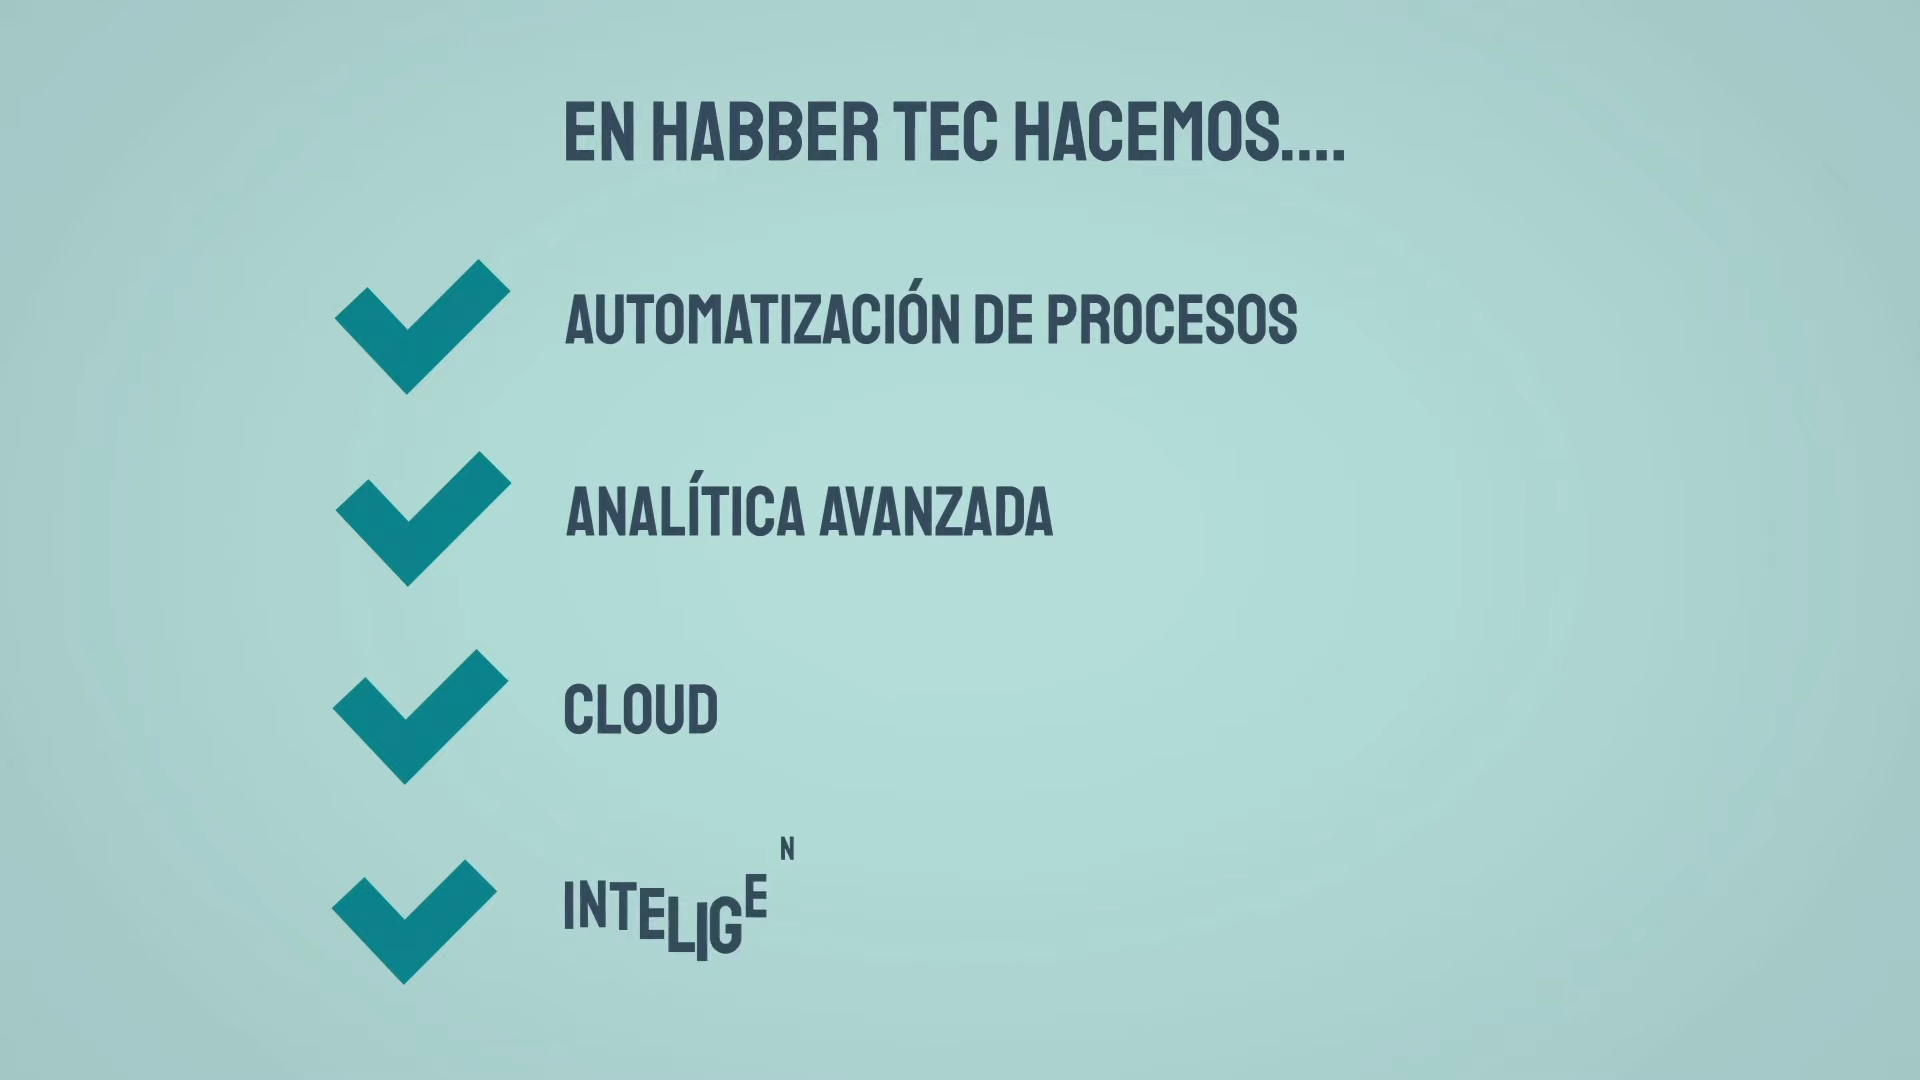 EN HABBER TEC HACEMOS....
AUTOMATIZACIÓN DE PROCESOS
ANALÍTICA AVANZADA
CLOUD
INTELIGEN